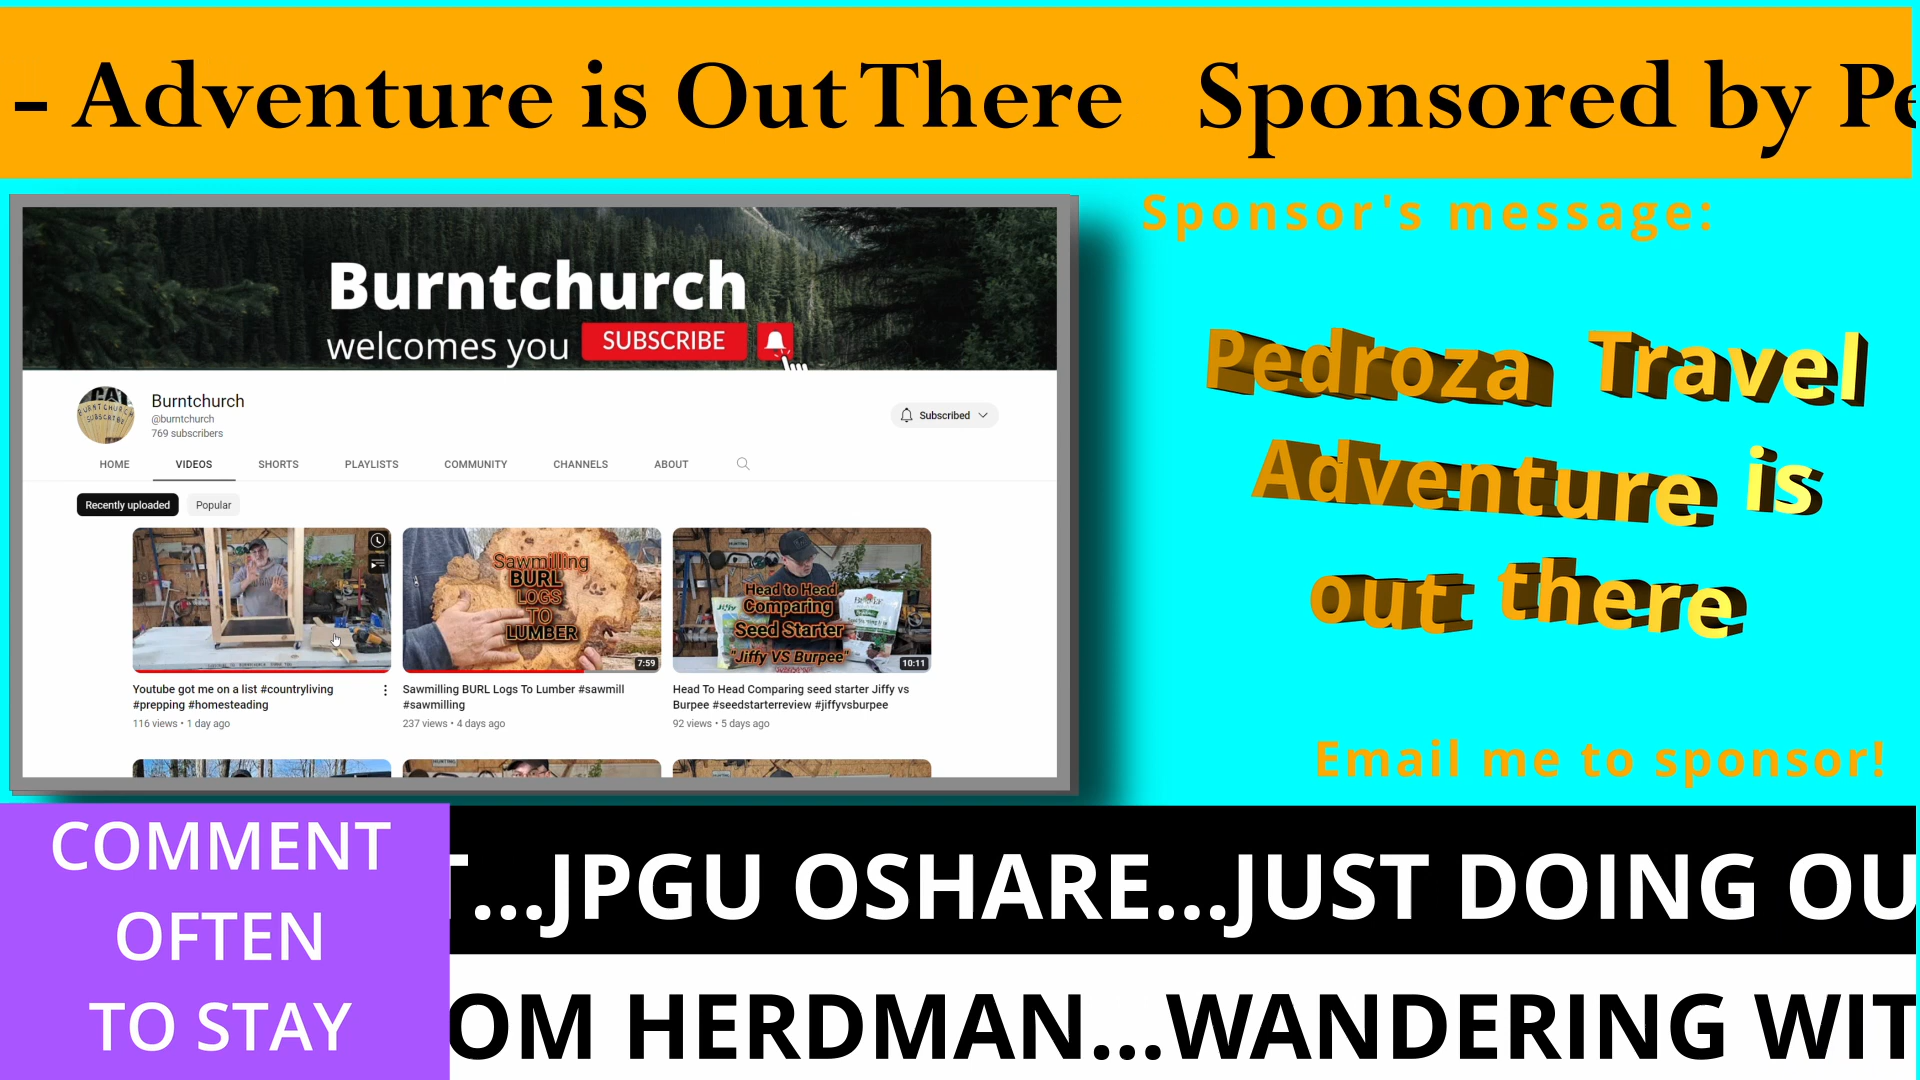 - Adventure is Out There Sponsored by Pe
Sponsor's message:
Burntchurch
welcomes you SUBSCRIBE
Pedroza Travel
Adventure is
out there
Burntchurch
@burntchurch
769 subscribers
Subscribed
HOME VIDEOS SHORTS PLAYLISTS COMMUNITY CHANNELS ABOUT
Recently uploaded Popular
Sawmilling
BURL
LOGS
TO
LUMBER
7:59
Head to Head
Comparing
Seed Starter
"Jiffy VS Burpee"
10:11
Youtube got me on a list #countryliving
#prepping #homesteading
116 views • 1 day ago
Sawmilling BURL Logs To Lumber #sawmill
#sawmilling
237 views • 4 days ago
Head To Head Comparing seed starter Jiffy vs
Burpee #seedstarterreview #jiffyvsburpee
92 views • 5 days ago
Email me to sponsor!
COMMENT
OFTEN
TO STAY
T...JPGU OSHARE...JUST DOING OU
OM HERDMAN...WANDERING WIT